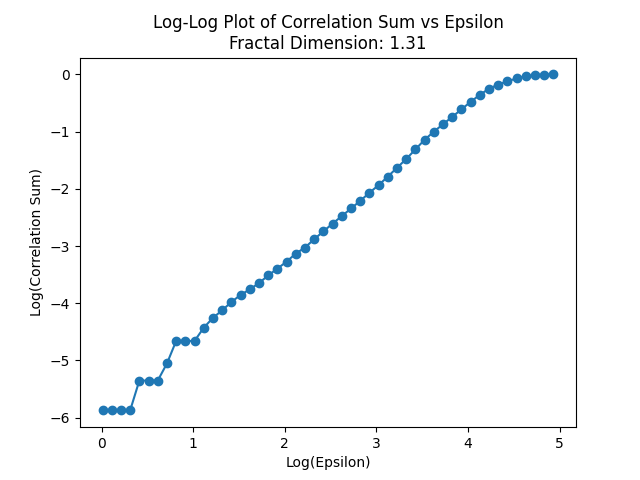 Log-Log Plot of Correlation Sum vs Epsilon
Fractal Dimension: 1.31
Log(Correlation Sum)
0
−1
−2
−3
−4
−5
−6
0 1 2 3 4 5
Log(Epsilon)